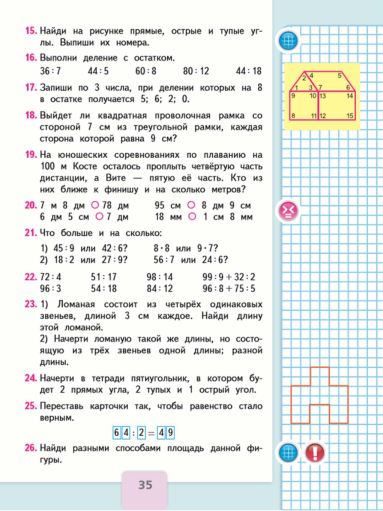 15. Найди на рисунке прямые, острые и тупые уг-
лы. Выпиши их номера.
16. Выполни деление с остатком.
36 : 7 44 : 5 60 : 8 80 : 12 44 : 18
17. Запиши по 3 числа, при делении которых на 8
в остатке получается 5; 6; 2; 0.
18. Выйдет ли квадратная проволочная рамка со
стороной 7 см из треугольной рамки, каждая
сторона которой равна 9 см?
19. На юношеских соревнованиях по плаванию на
100 м Косте осталось проплыть четвёртую часть
дистанции, а Вите — пятую её часть. Кто из
них ближе к финишу и на сколько метров?
20. 7 м 8 дм ○ 78 дм 95 см ○ 8 дм 9 см
6 дм 5 см ○ 7 дм 18 мм ○ 1 см 8 мм
21. Что больше и на сколько:
1) 45 : 9 или 42 : 6? 8 • 8 или 9 • 7?
2) 18 : 2 или 27 : 9? 56 : 7 или 24 : 6?
22. 72 : 4 51 : 17 98 : 14 99 : 9 + 32 : 2
96 : 3 54 : 18 84 : 12 96 : 8 + 75 : 5
23. 1) Ломаная состоит из четырёх одинаковых
звеньев, длиной 3 см каждое. Найди длину
этой ломаной.
2) Начерти ломаную такой же длины, но состо-
ящую из трёх звеньев одной длины; разной
длины.
24. Начерти в тетради пятиугольник, в котором бу-
дет 2 прямых угла, 2 тупых и 1 острый угол.
25. Переставь карточки так, чтобы равенство стало
верным.
6 4 : 2 = 4 9
26. Найди разными способами площадь данной фи-
гуры.
35
2 4 5
1 3 7 6
9 10 13 14
8 11 12 15